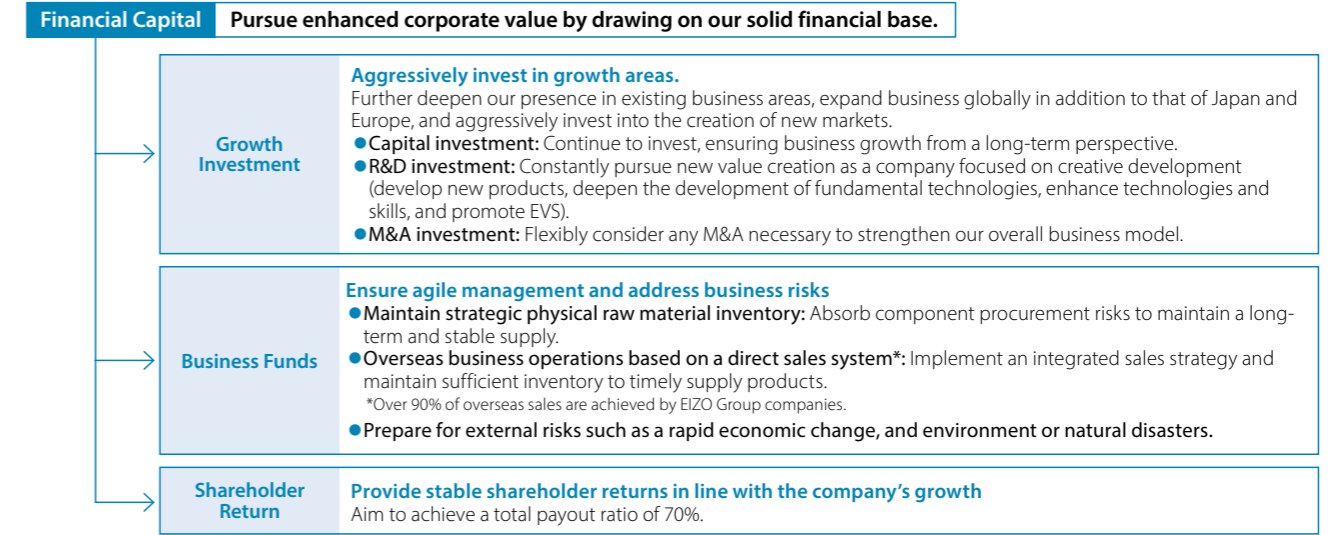 Financial Capital Pursue enhanced corporate value by drawing on our solid financial base.
Growth
Investment
Aggressively invest in growth areas.
Further deepen our presence in existing business areas, expand business globally in addition to that of Japan and
Europe, and aggressively invest into the creation of new markets.
●Capital investment: Continue to invest, ensuring business growth from a long-term perspective.
●R&D investment: Constantly pursue new value creation as a company focused on creative development
(develop new products, deepen the development of fundamental technologies, enhance technologies and
skills, and promote EVS).
●M&A investment: Flexibly consider any M&A necessary to strengthen our overall business model.
Business Funds
Ensure agile management and address business risks
●Maintain strategic physical raw material inventory: Absorb component procurement risks to maintain a long-
term and stable supply.
●Overseas business operations based on a direct sales system*: Implement an integrated sales strategy and
maintain sufficient inventory to timely supply products.
*Over 90% of overseas sales are achieved by EIZO Group companies.
●Prepare for external risks such as a rapid economic change, and environment or natural disasters.
Shareholder
Return
Provide stable shareholder returns in line with the company's growth
Aim to achieve a total payout ratio of 70%.